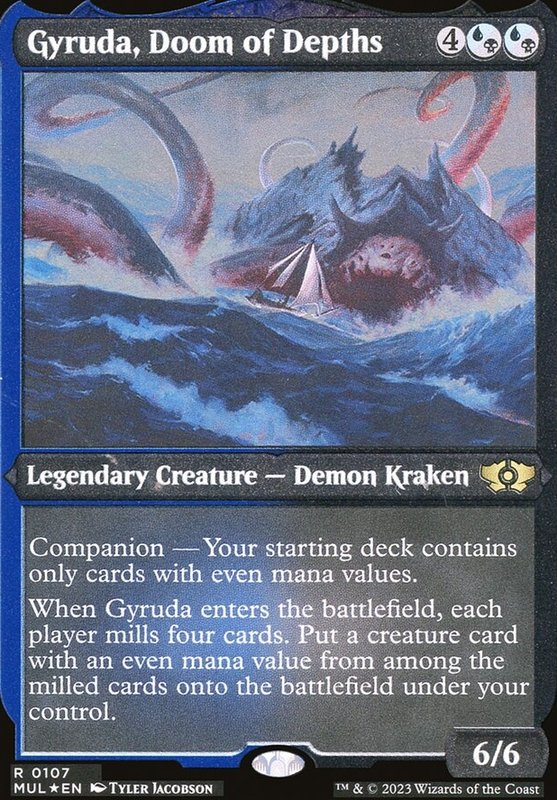 Gyruda, Doom of Depths 4
Legendary Creature — Demon Kraken
Companion — Your starting deck contains
only cards with even mana values.
When Gyruda enters the battlefield, each
player mills four cards. Put a creature card
with an even mana value from among the
milled cards onto the battlefield under your
control.
6/6
R 0107
MUL★EN TYLER JACOBSON
™ & © 2023 Wizards of the Coast